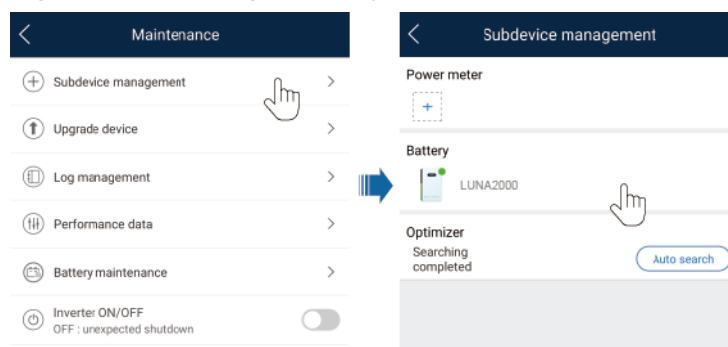 Maintenance
Subdevice management
Upgrade device
Log management
Performance data
Battery maintenance
Inverter ON/OFF
OFF : unexpected shutdown
Subdevice management
Power meter
+
Battery
LUNA2000
Optimizer
Searching
completed
Auto search